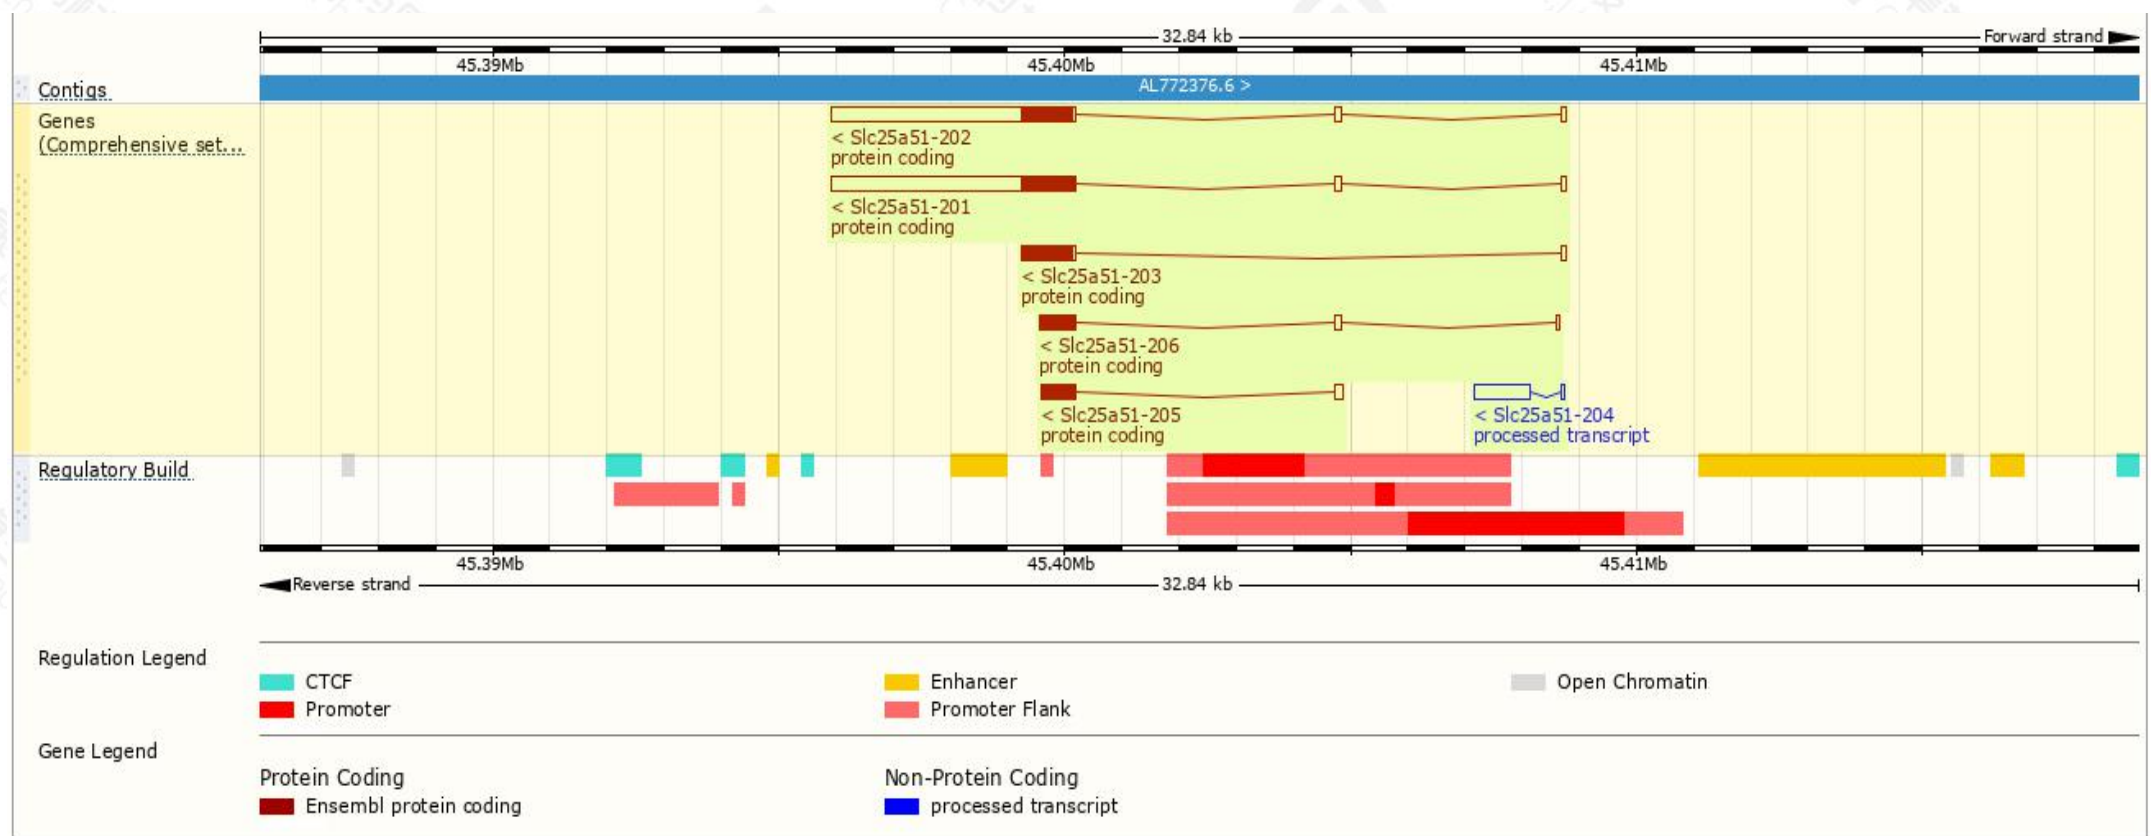 32.84 kb
Forward strand
45.39Mb
45.40Mb
45.41Mb
Contigs
AL772376.6 >
Genes
(Comprehensive set...
< Slc25a51-202
protein coding
< Slc25a51-201
protein coding
< Slc25a51-203
protein coding
< Slc25a51-206
protein coding
< Slc25a51-205
protein coding
< Slc25a51-204
processed transcript
Regulatory Build
45.39Mb
45.40Mb
45.41Mb
Reverse strand
32.84 kb
Regulation Legend
CTCF
Enhancer
Open Chromatin
Promoter
Promoter Flank
Gene Legend
Protein Coding
Non-Protein Coding
Ensembl protein coding
processed transcript